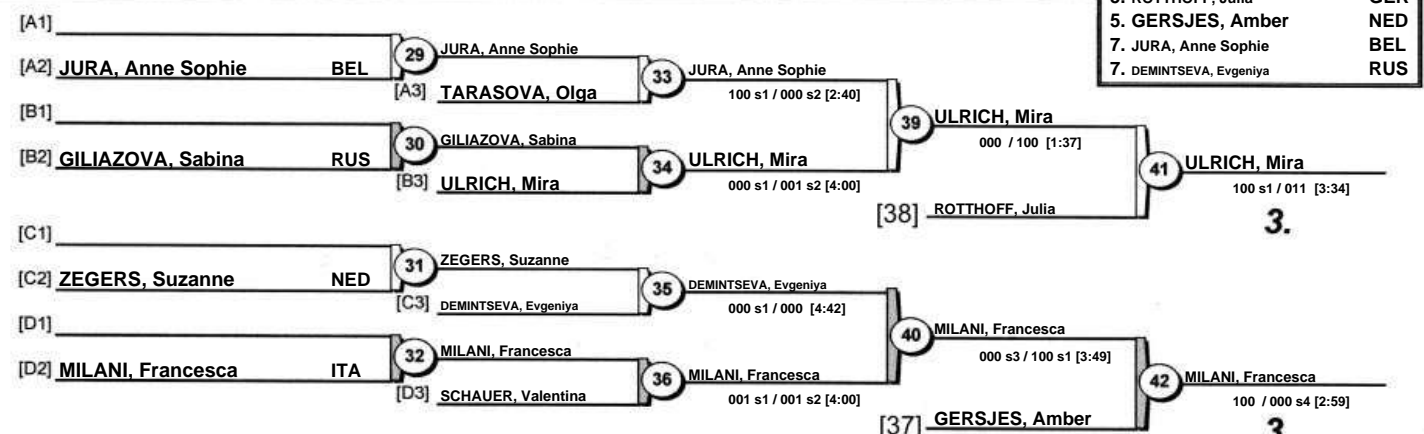 5. ROTTHOFF, Julia GER
5. GERSJES, Amber NED
7. JURA, Anne Sophie BEL
7. DEMINTSEVA, Evgeniya RUS
[A1]
[A2] JURA, Anne Sophie BEL
29
JURA, Anne Sophie
[A3] TARASOVA, Olga
33
JURA, Anne Sophie
100 s1 / 000 s2 [2:40]
[B1]
[B2] GILIAZOVA, Sabina RUS
30
GILIAZOVA, Sabina
[B3] ULRICH, Mira
34
ULRICH, Mira
000 s1 / 001 s2 [4:00]
39
ULRICH, Mira
000 / 100 [1:37]
[38] ROTTHOFF, Julia
41
ULRICH, Mira
100 s1 / 011 [3:34]
3.
[C1]
[C2] ZEGERS, Suzanne NED
31
ZEGERS, Suzanne
[C3] DEMINTSEVA, Evgeniya
35
DEMINTSEVA, Evgeniya
000 s1 / 000 [4:42]
[D1]
[D2] MILANI, Francesca ITA
32
MILANI, Francesca
[D3] SCHAUER, Valentina
36
MILANI, Francesca
001 s1 / 001 s2 [4:00]
40
MILANI, Francesca
000 s3 / 100 s1 [3:49]
[37] GERSJES, Amber
42
MILANI, Francesca
100 / 000 s4 [2:59]
3.